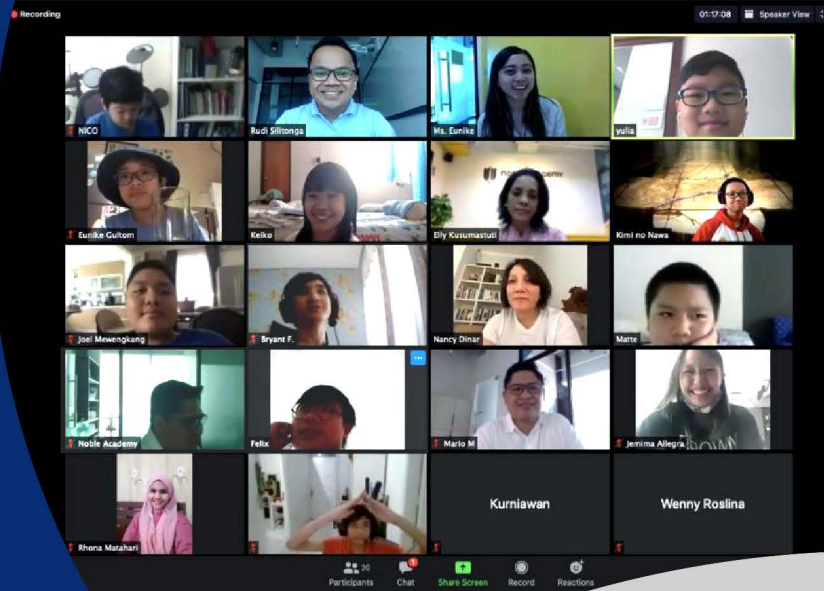 Recording
01:17:08 Speaker View
NICO
Rudi Silitonga
Ms. Eunike
yulia
Eunike Gultom
Keiko
Elly Kusumastuti
Kimi no Nawa
Joel Mewengkang
Bryant F.
Nancy Dinar
Matte
Noble Academy
Felix
Mario M
Jemima Allegra
Rhona Matahari
Kurniawan
Wenny Roslina
20
1
Participants
Chat
Share Screen
Record
Reactions